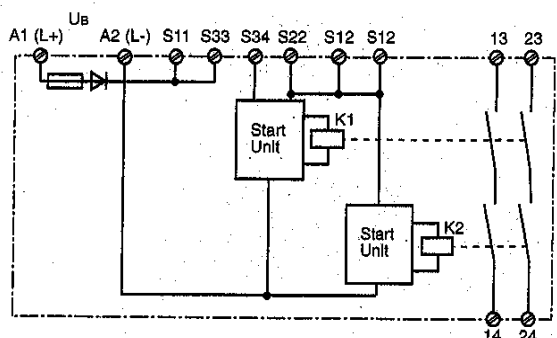 UB
A1 (L+) A2 (L-) S11 S33 S34 S22 S12 S12 13 23
K1
Start
Unit
K2
Start
Unit
14 24